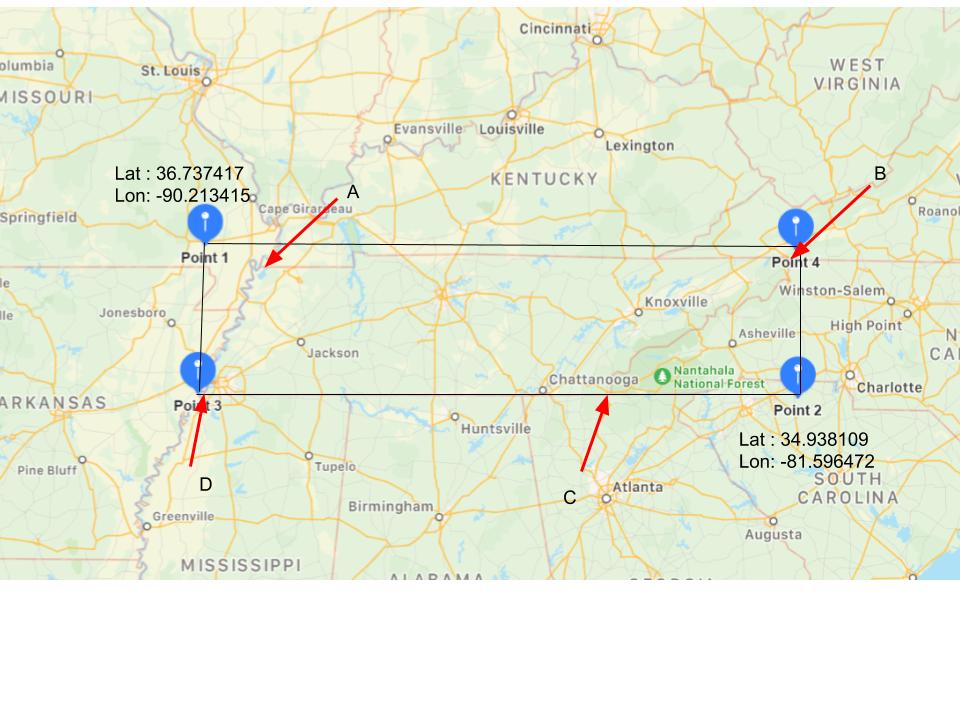 Cincinnati
olumbia
St. Louis
WEST
VIRGINIA
MISSOURI
Evansville
Louisville
Lexington
Lat : 36.737417
Lon: -90.213415
KENTUCKY
B
A
Springfield
Cape Girardeau
Roano
Point 1
Point 4
Winston-Salem
Knoxville
Jonesboro
High Point
Asheville
N
CA
Jackson
Chattanooga
Nantahala
National Forest
Charlotte
ARKANSAS
Point 3
Point 2
Huntsville
Lat : 34.938109
Lon: -81.596472
Pine Bluff
Tupelo
D
C
Atlanta
SOUTH
CAROLINA
Birmingham
Greenville
Augusta
MISSISSIPPI
ALABAMA
GEORGIA